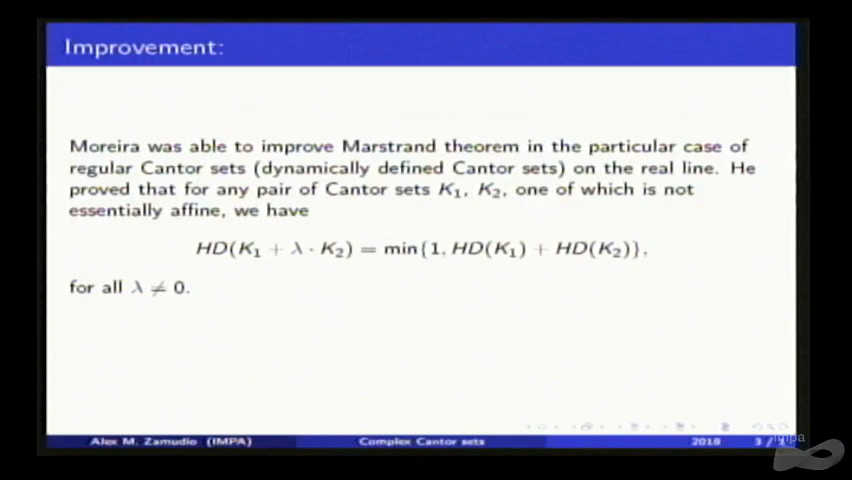 Improvement:
Moreira was able to improve Marstrand theorem in the particular case of
regular Cantor sets (dynamically defined Cantor sets) on the real line. He
proved that for any pair of Cantor sets K₁, K₂, one of which is not
essentially affine, we have
HD(K₁ + λ · K₂) = min{1, HD(K₁) + HD(K₂)},
for all λ ≠ 0.
Alex M. Zamudio (IMPA) Complex Cantor sets 2018 3 /
impa